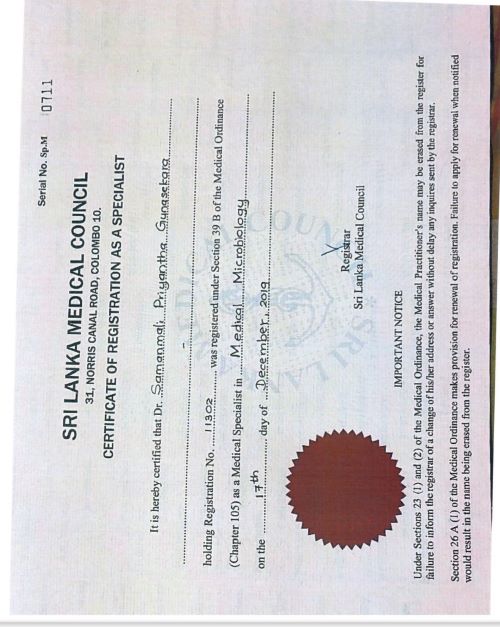 Serial No. Sp.M 0711
SRI LANKA MEDICAL COUNCIL
31, NORRIS CANAL ROAD, COLOMBO 10.
CERTIFICATE OF REGISTRATION AS A SPECIALIST
It is hereby certified that Dr. Samanmali Priyantha Gunasekara
holding Registration No. 11302 was registered under Section 39 B of the Medical Ordinance
(Chapter 105) as a Medical Specialist in Medical Microbiology
on the 17th day of December, 2019
Registrar
Sri Lanka Medical Council
IMPORTANT NOTICE
Under Sections 23 (1) and (2) of the Medical Ordinance, the Medical Practitioner's name may be erased from the register for
failure to inform the registrar of a change of his/her address or answer without delay any inquires sent by the registrar.
Section 26 A (1) of the Medical Ordinance makes provision for renewal of registration. Failure to apply for renewal when notified
would result in the name being erased from the register.